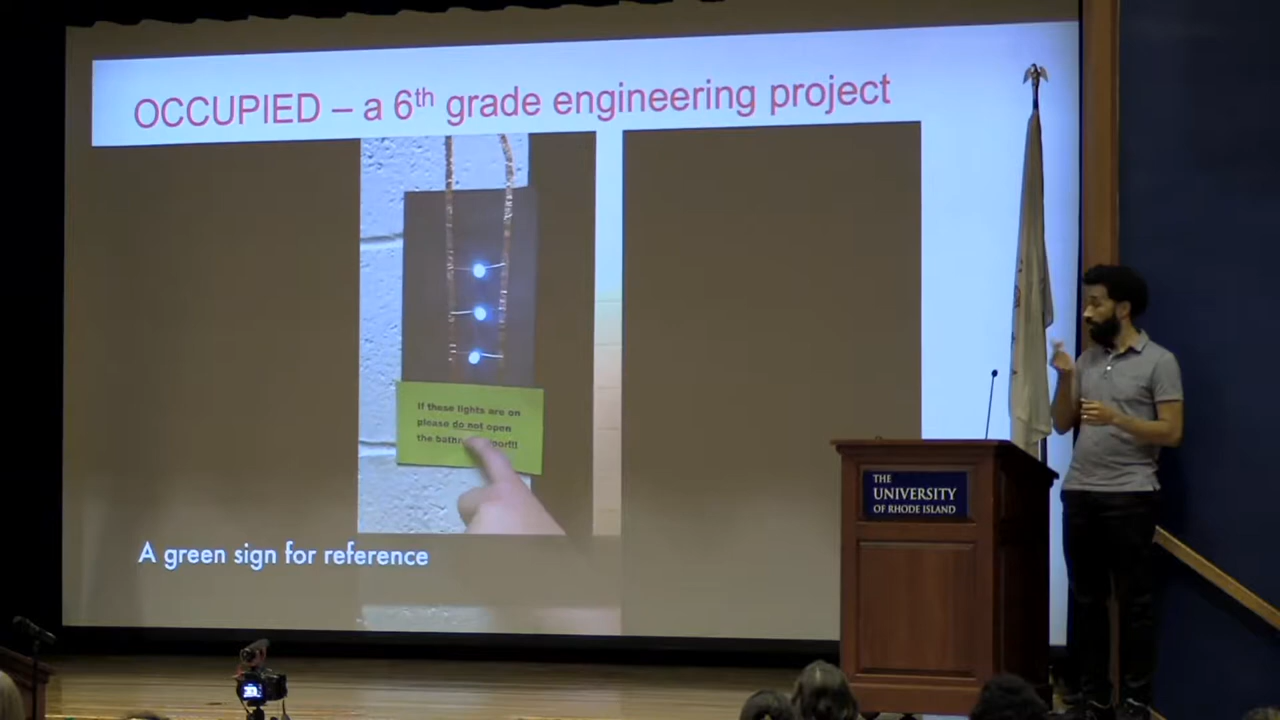 OCCUPIED – a 6th grade engineering project
If these lights are on
please do not open
the
A green sign for reference
THE
UNIVERSITY
OF RHODE ISLAND